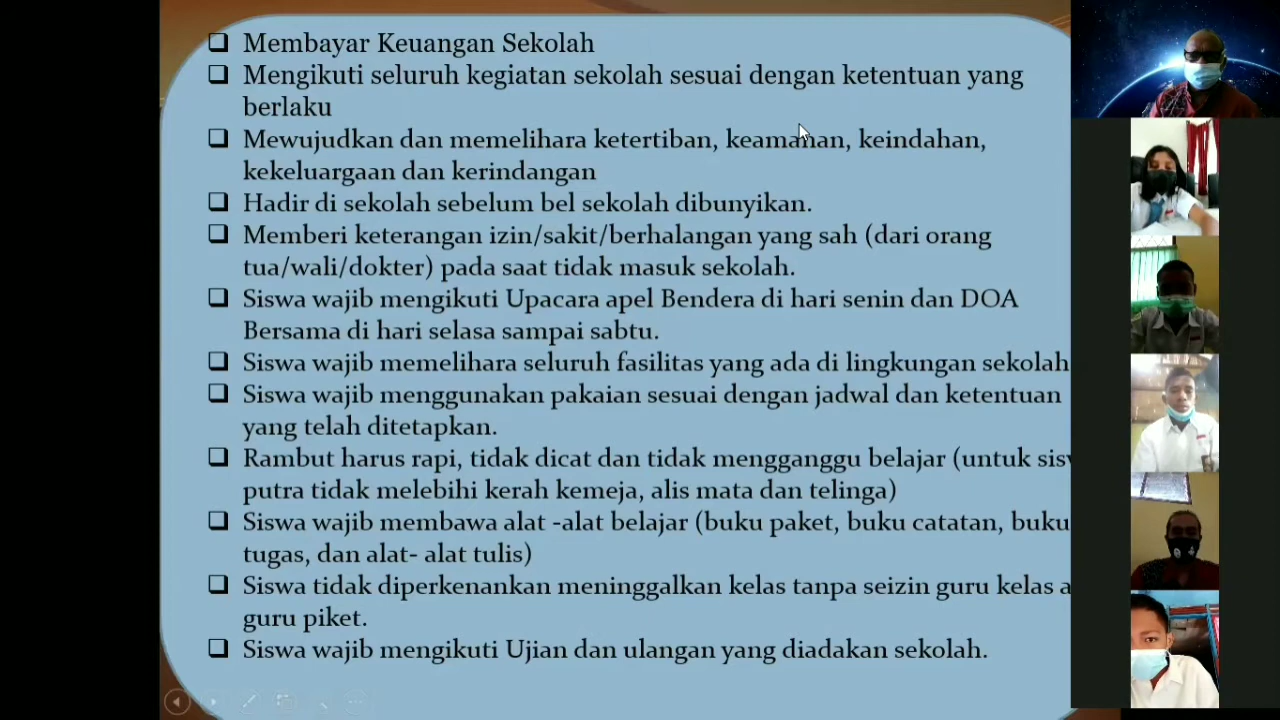 Membayar Keuangan Sekolah
Mengikuti seluruh kegiatan sekolah sesuai dengan ketentuan yang
berlaku
Mewujudkan dan memelihara ketertiban, keamanan, keindahan,
kekeluargaan dan kerindangan
Hadir di sekolah sebelum bel sekolah dibunyikan.
Memberi keterangan izin/sakit/berhalangan yang sah (dari orang
tua/wali/dokter) pada saat tidak masuk sekolah.
Siswa wajib mengikuti Upacara apel Bendera di hari senin dan DOA
Bersama di hari selasa sampai sabtu.
Siswa wajib memelihara seluruh fasilitas yang ada di lingkungan sekolah
Siswa wajib menggunakan pakaian sesuai dengan jadwal dan ketentuan
yang telah ditetapkan.
Rambut harus rapi, tidak dicat dan tidak mengganggu belajar (untuk
putra tidak melebihi kerah kemeja, alis mata dan telinga)
Siswa wajib membawa alat -alat belajar (buku paket, buku catatan, buku
tugas, dan alat- alat tulis)
Siswa tidak diperkenankan meninggalkan kelas tanpa seizin guru kelas
guru piket.
Siswa wajib mengikuti Ujian dan ulangan yang diadakan sekolah.